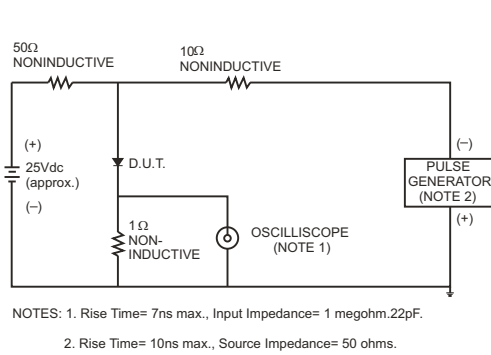 50Ω
NONINDUCTIVE
10Ω
NONINDUCTIVE
(+)
25Vdc
(approx.)
(–)
D.U.T.
1Ω
NON-
INDUCTIVE
OSCILLISCOPE
(NOTE 1)
(–)
PULSE
GENERATOR
(NOTE 2)
(+)
NOTES: 1. Rise Time= 7ns max., Input Impedance= 1 megohm.22pF.
2. Rise Time= 10ns max., Source Impedance= 50 ohms.